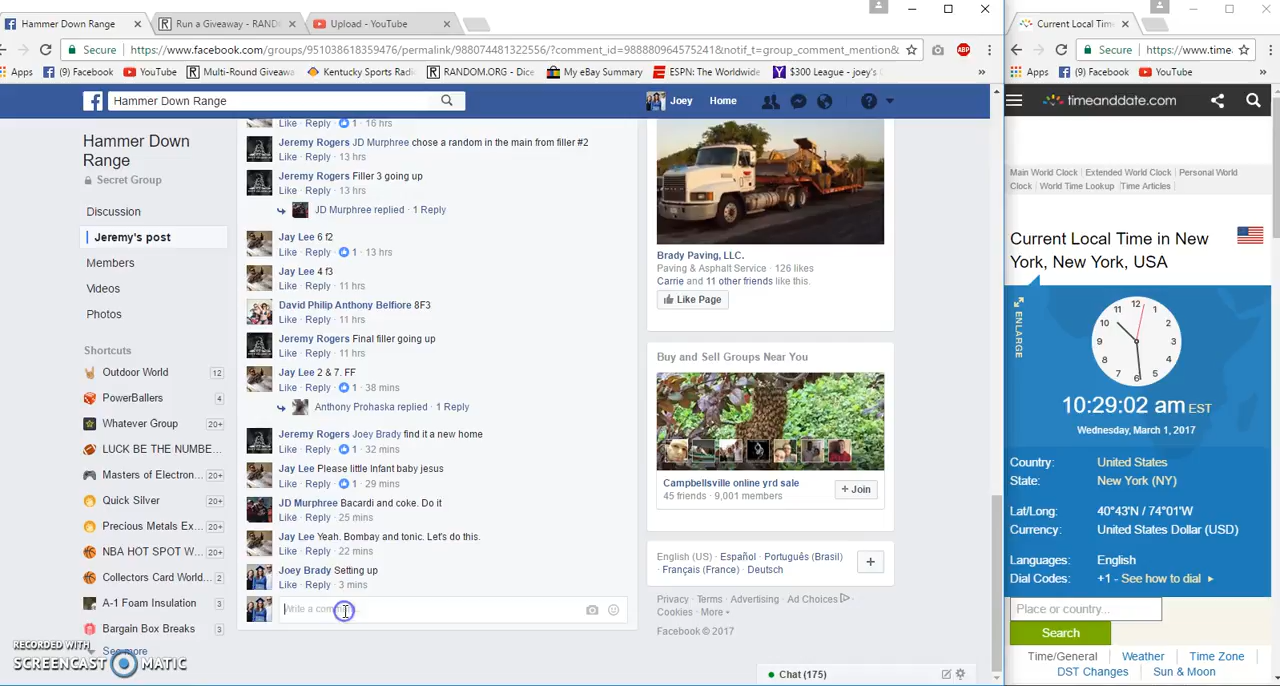 Hammer Down Range
Run a Giveaway - RAND
Upload - YouTube
Current Local Time
Secure
https://www.facebook.com/groups/951038618359476/permalink/988074481322556/?comment_id=988880964575241&notif_t=group_comment_mention&
ABP
Secure
https://www.time
Apps
(9) Facebook
YouTube
Multi-Round Giveawa
Kentucky Sports Radi
RANDOM.ORG - Dice
My eBay Summary
ESPN: The Worldwide
$300 League - joey's
»
Apps
(9) Facebook
YouTube
Hammer Down Range
Joey
Home
timeanddate.com
Hammer Down
Range
Secret Group
Discussion
Jeremy's post
Members
Videos
Photos
Shortcuts
Outdoor World 12
PowerBallers 4
Whatever Group 20+
LUCK BE THE NUMBE...
Masters of Electron... 20+
Quick Silver 20+
Precious Metals Ex... 20+
NBA HOT SPOT W... 20+
Collectors Card World... 2
A-1 Foam Insulation 3
Bargain Box Breaks 3
See more
Like · Reply · 1 · 16 hrs
Jeremy Rogers JD Murphree chose a random in the main from filler #2
Like · Reply · 13 hrs
Jeremy Rogers Filler 3 going up
Like · Reply · 13 hrs
JD Murphree replied · 1 Reply
Jay Lee 6 f2
Like · Reply · 1 · 13 hrs
Jay Lee 4 f3
Like · Reply · 11 hrs
David Philip Anthony Belfiore 8F3
Like · Reply · 11 hrs
Jeremy Rogers Final filler going up
Like · Reply · 11 hrs
Jay Lee 2 & 7. FF
Like · Reply · 1 · 38 mins
Anthony Prohaska replied · 1 Reply
Jeremy Rogers Joey Brady find it a new home
Like · Reply · 1 · 32 mins
Jay Lee Please little Infant baby jesus
Like · Reply · 1 · 29 mins
JD Murphree Bacardi and coke. Do it
Like · Reply · 25 mins
Jay Lee Yeah. Bombay and tonic. Let's do this.
Like · Reply · 22 mins
Joey Brady Setting up
Like · Reply · 3 mins
Write a comment
Brady Paving, LLC.
Paving & Asphalt Service · 126 likes
Carrie and 11 other friends like this.
Like Page
Buy and Sell Groups Near You
Campbellsville online yrd sale
45 friends · 9,001 members
+ Join
English (US) · Español · Português (Brasil) ·
Français (France) · Deutsch
+
Privacy · Terms · Advertising · Ad Choices ·
Cookies · More
Facebook © 2017
Chat (175)
Main World Clock
Extended World Clock
Personal World
Clock
World Time Lookup
Time Articles
Current Local Time in New
York, New York, USA
ENLARGE
12
1
2
3
4
5
6
7
8
9
10
11
10:29:02 am EST
Wednesday, March 1, 2017
Country: United States
State: New York (NY)
Lat/Long: 40°43'N / 74°01'W
Currency: United States Dollar (USD)
Languages: English
Dial Codes: +1 - See how to dial
Place or country...
Search
Time/General
Weather
Time Zone
DST Changes
Sun & Moon
RECORDED WITH
SCREENCAST MATIC